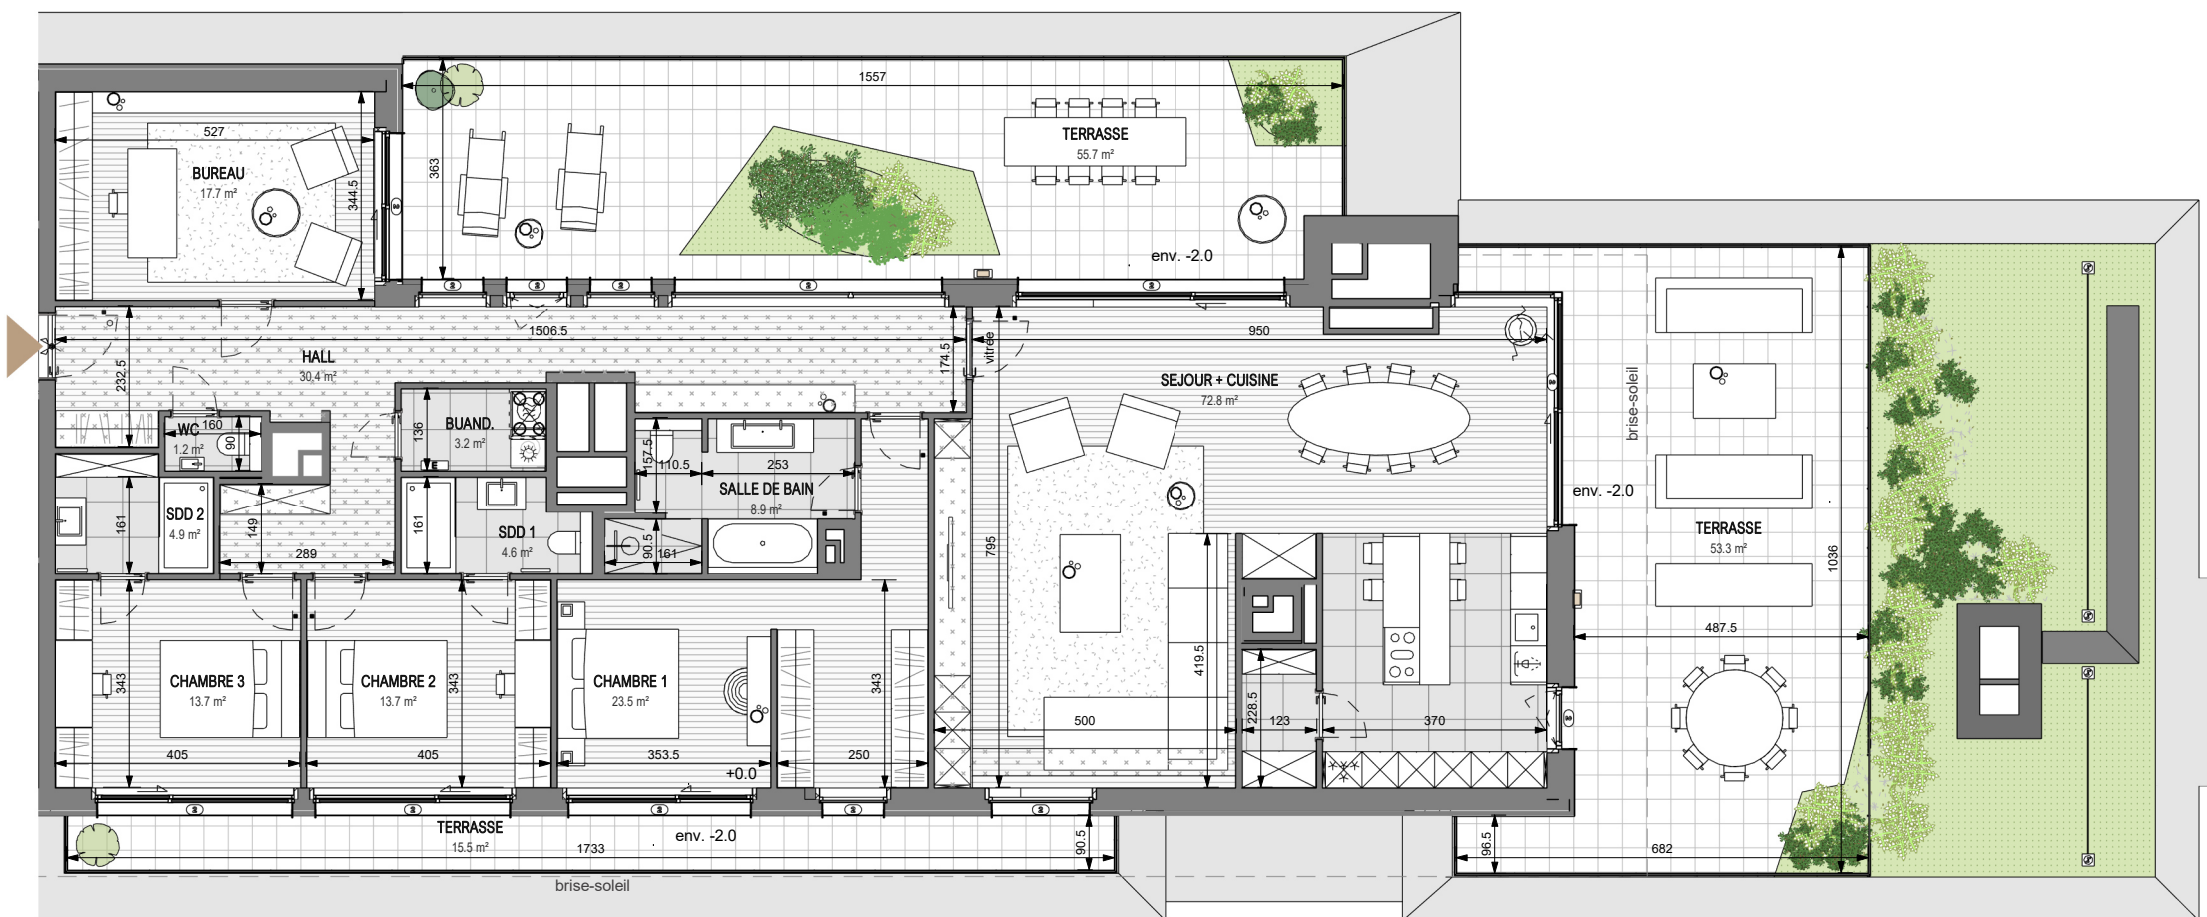 1557
527
BUREAU
17.7 m²
344.5
363
TERRASSE
55.7 m²
env. -2.0
1506.5
HALL
30.4 m²
232.5
174.5
vitrée
950
SEJOUR + CUISINE
72.8 m²
brise-soleil
WC
160
1.2 m²
90
136
BUAND.
3.2 m²
157.5
110.5
253
SALLE DE BAIN
8.9 m²
env. -2.0
161
SDD 2
4.9 m²
149
289
161
SDD 1
4.6 m²
90.5
161
795
TERRASSE
53.3 m²
1036
487.5
343
CHAMBRE 3
13.7 m²
405
CHAMBRE 2
13.7 m²
343
405
CHAMBRE 1
23.5 m²
353.5
+0.0
343
250
500
419.5
228.5
123
370
TERRASSE
15.5 m²
env. -2.0
1733
90.5
96.5
682
brise-soleil